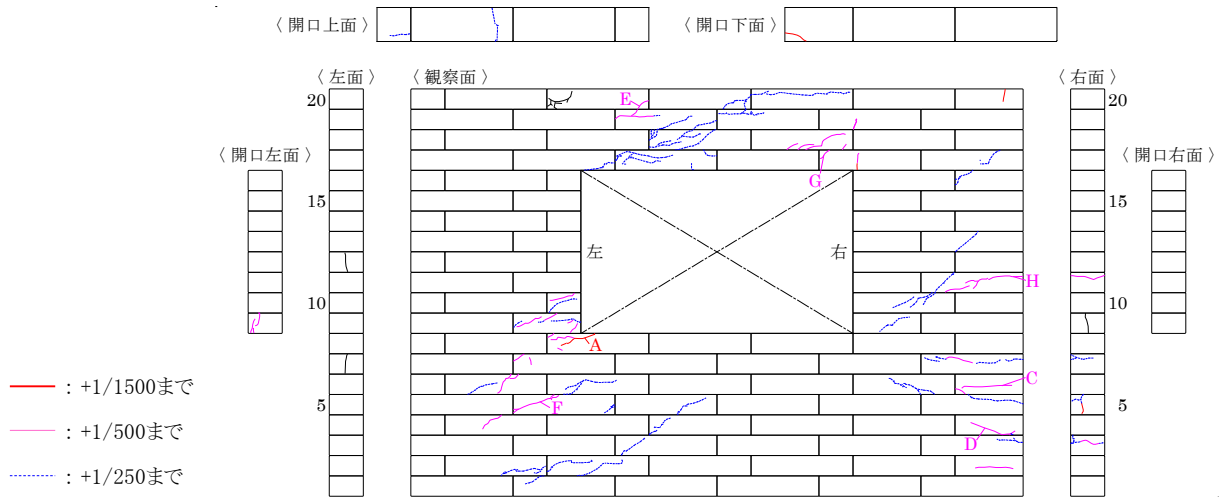 〈 開口上面 〉
〈 開口下面 〉
〈 左面 〉
〈 観察面 〉
〈 右面 〉
20
E
20
〈 開口左面 〉
〈 開口右面 〉
G
15
15
左
右
H
10
10
A
C
5
F
5
D
: +1/1500まで
: +1/500まで
: +1/250まで